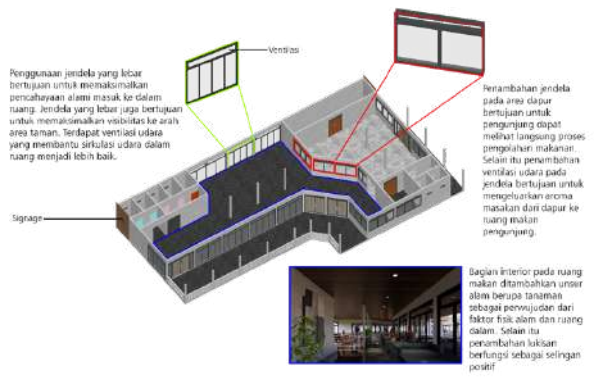 Ventilasi
Penggunaan jendela yang lebar
bertujuan untuk memaksimalkan
pencahayaan alami masuk ke dalam
ruang. Jendela yang lebar juga bertujuan
untuk memaksimalkan visibilitas ke arah
area taman. Terdapat ventilasi udara
yang membantu sirkulasi udara dalam
ruang menjadi lebih baik.
Signage
Penambahan jendela
pada area dapur
bertujuan untuk
pengunjung dapat
melihat langsung proses
pengolahan makanan.
Selain itu penambahan
ventilasi udara pada
jendela bertujuan untuk
mengeluarkan aroma
masakan dari dapur ke
ruang makan
pengunjung.
Bagian interior pada ruang
makan ditambahkan unsur
alam berupa tanaman
sebagai perwujudan dari
faktor fisik alam dan ruang
dalam. Selain itu
penambahan lukisan
berfungsi sebagai selingan
positif